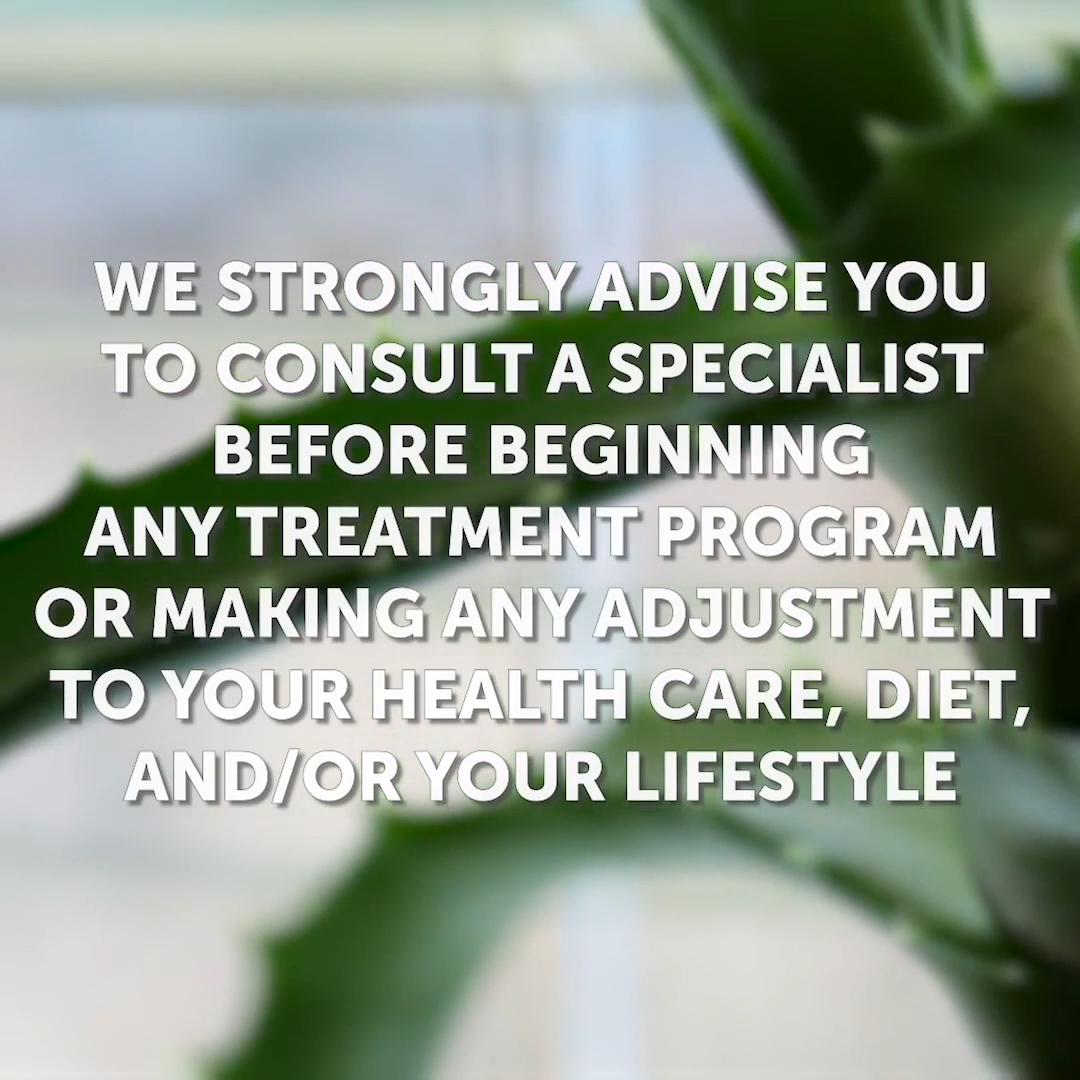 WE STRONGLY ADVISE YOU
TO CONSULT A SPECIALIST
BEFORE BEGINNING
ANY TREATMENT PROGRAM
OR MAKING ANY ADJUSTMENT
TO YOUR HEALTH CARE, DIET,
AND/OR YOUR LIFESTYLE